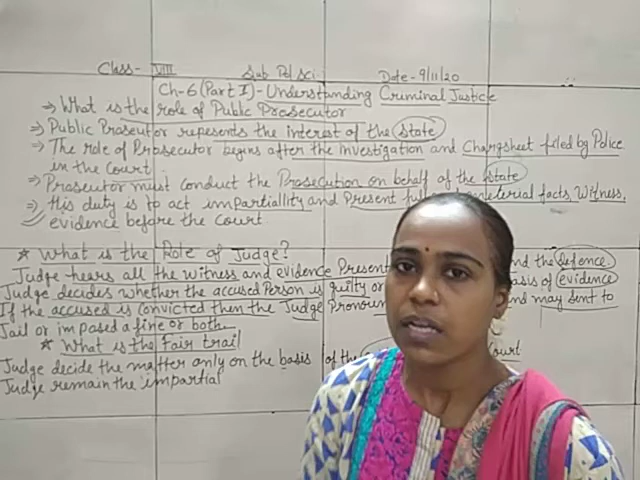 Class- VIII Sub Pol Sci Date - 9/11/20
Ch-6 (Part I) - Understanding Criminal Justice
⇒ What is the role of Public Prosecutor
⇒ Public Prosecutor repesents the interest of the state
⇒ The role of Prosecutor begins after the investigation and Chargsheet filed by Police
in the Court
⇒ Prosecutor must conduct the Prosecution on behalf of the state
⇒ His duty is to act impartiallity and Present full materal facts, Witness,
evidence before the Court
★ What is the Role of Judge?
Judge hears all the witness and evidence Present nd the defence.
Judge decides whether the accused Person is guilty or basis of evidence
If the accused is convicted then the Judge Pronoun and may sent to
Jail or imposed a fine or both
★ What is the Fair trail
Judge decide the matter only on the basis of the Court
Judge remain the impartial